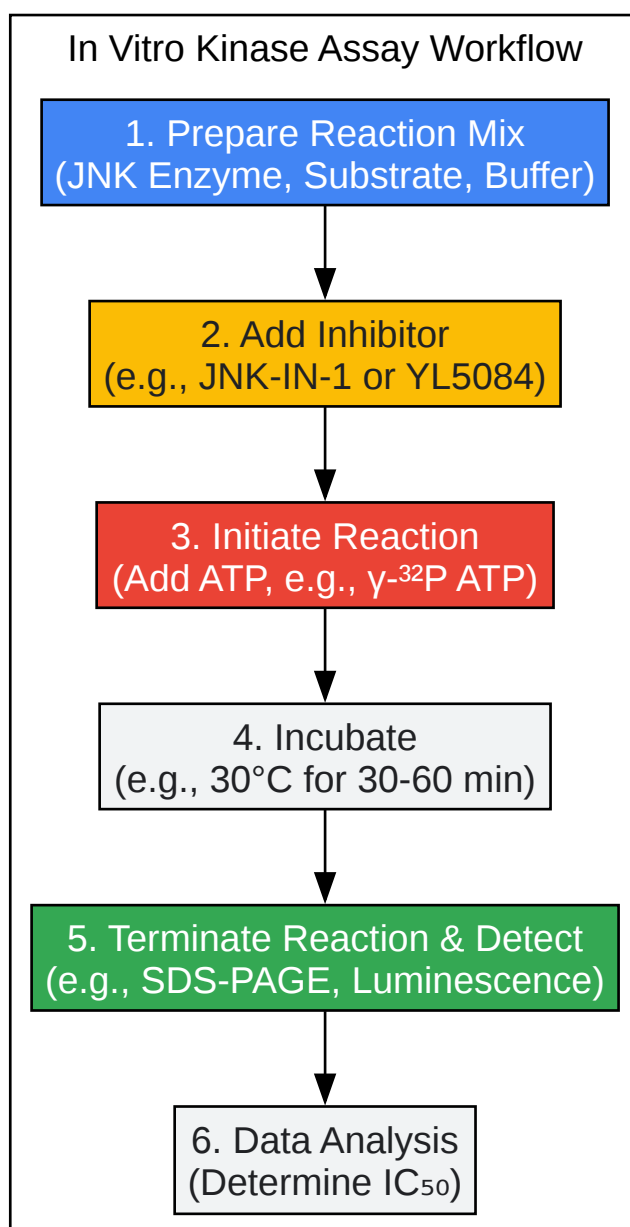 In Vitro Kinase Assay Workflow
1. Prepare Reaction Mix
(JNK Enzyme, Substrate, Buffer)
2. Add Inhibitor
(e.g., JNK-IN-1 or YL5084)
3. Initiate Reaction
(Add ATP, e.g., γ-³²P ATP)
4. Incubate
(e.g., 30°C for 30-60 min)
5. Terminate Reaction & Detect
(e.g., SDS-PAGE, Luminescence)
6. Data Analysis
(Determine IC₅₀)